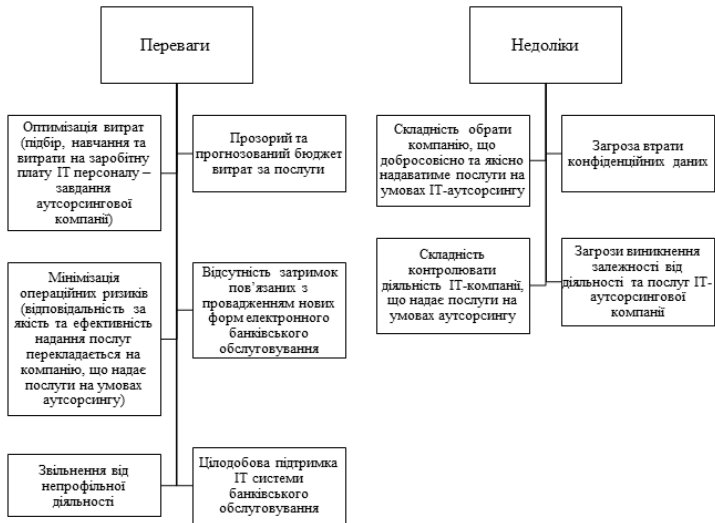 Переваги
Оптимізація витрат
(підбір, навчання та
витрати на заробітну
плату ІТ персоналу –
завдання
аутсорсингової
компанії)
Прозорий та
прогнозований бюджет
витрат за послуги
Мінімізація
операційних ризиків
(відповідальність за
якість та ефективність
надання послуг
перекладається на
компанію, що надає
послуги на умовах
аутсорсингу)
Відсутність затримок
пов’язаних з
провадженням нових
форм електронного
банківського
обслуговування
Звільнення від
непрофільної
діяльності
Цілодобова підтримка
ІТ системи
банківського
обслуговування
Недоліки
Складність обрати
компанію, що
добросовісно та якісно
надаватиме послуги на
умовах ІТ-аутсорсингу
Загроза втрати
конфіденційних даних
Складність
контролювати
діяльність ІТ-компанії,
що надає послуги на
умовах аутсорсингу
Загрози виникнення
залежності від
діяльності та послуг ІТ-
аутсорсингової
компанії